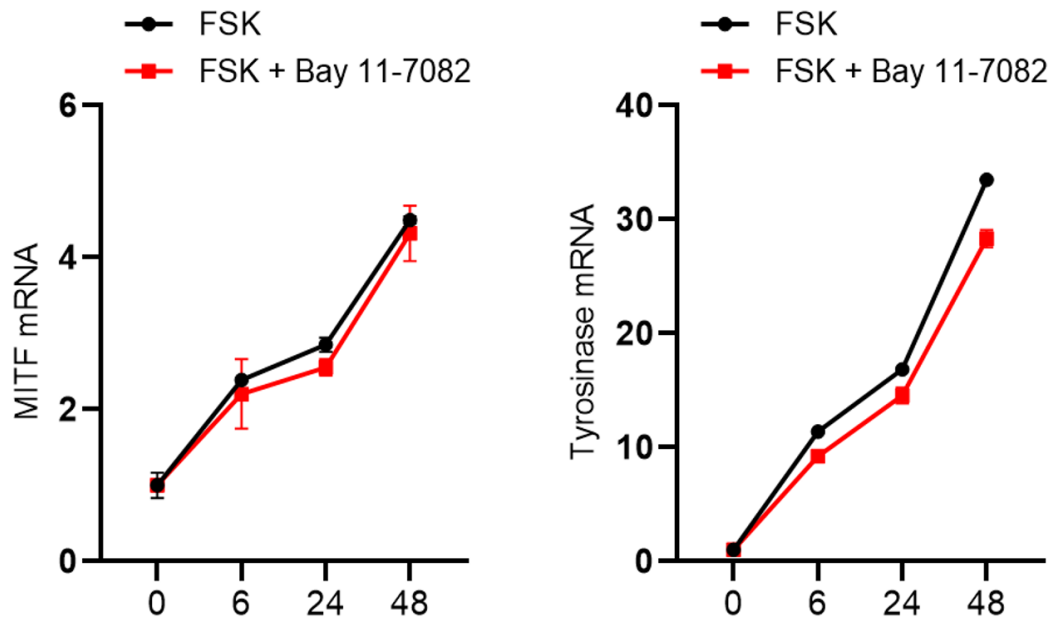 FSK
FSK + Bay 11-7082
6
4
2
0
MITF mRNA
0 6 24 48
FSK
FSK + Bay 11-7082
40
30
20
10
0
Tyrosinase mRNA
0 6 24 48